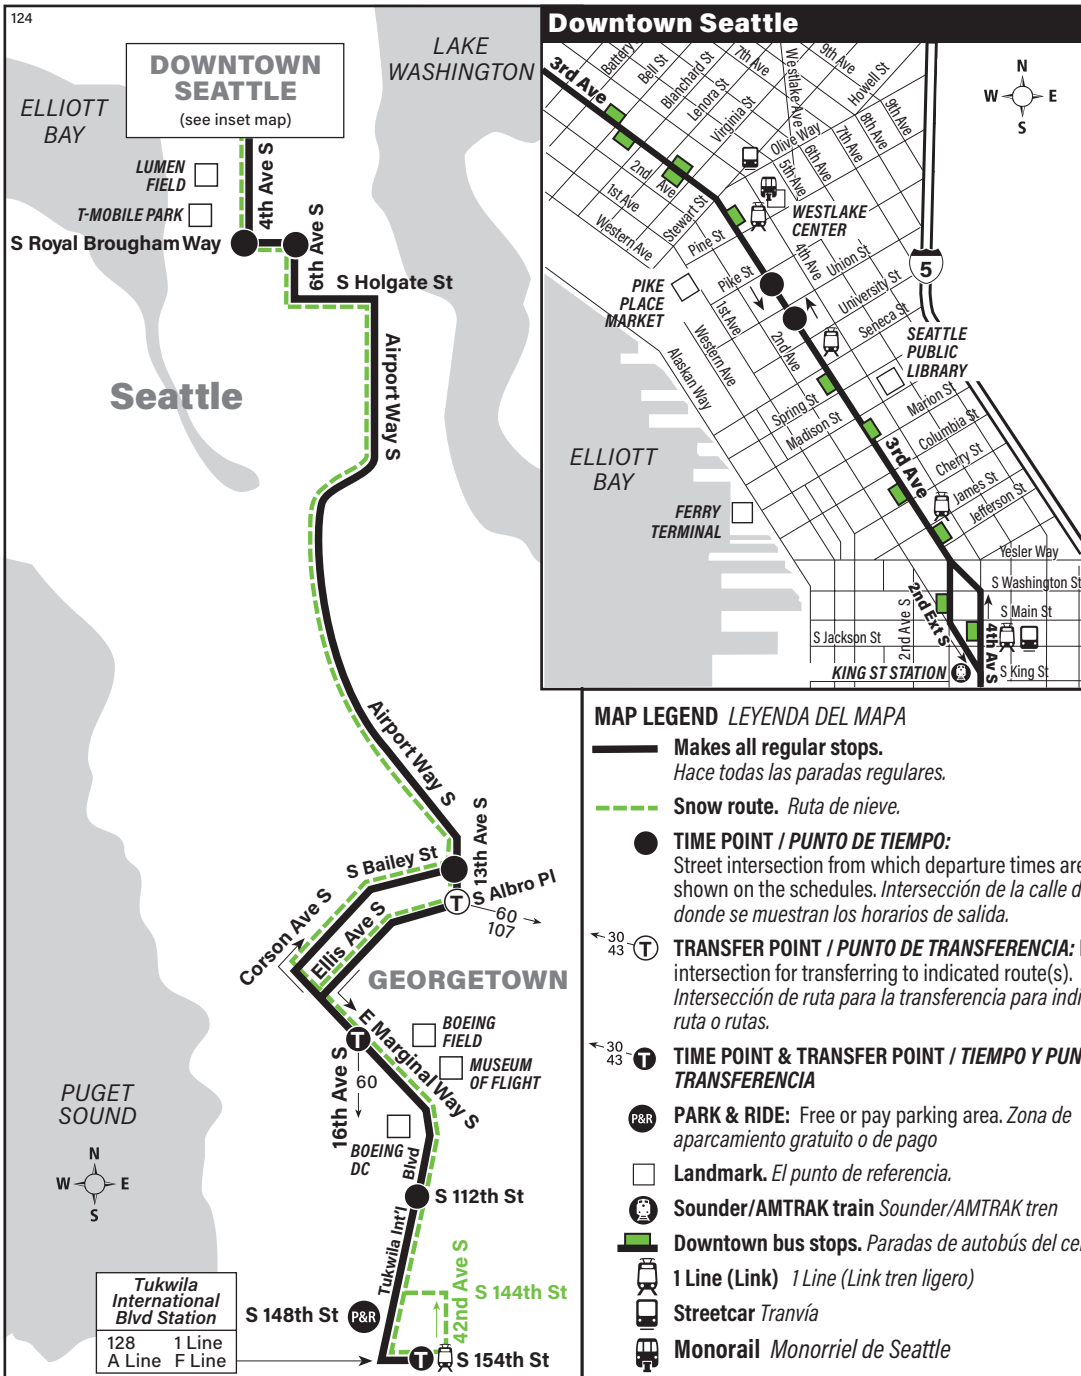 124
DOWNTOWN
SEATTLE
(see inset map)
LAKE
WASHINGTON
ELLIOTT
BAY
LUMEN
FIELD
T-MOBILE PARK
4th Ave S
S Royal Brougham Way
6th Ave S
S Holgate St
Seattle
Airport Way S
Airport Way S
13th Ave S
S Bailey St
S Albro Pl
T
60
107
Corson Ave S
Ellis Ave S
GEORGETOWN
BOEING
FIELD
MUSEUM
OF FLIGHT
E Marginal Way S
T
60
16th Ave S
BOEING
DC
PUGET
SOUND
N
W E
S
Tukwila Int'l Blvd
S 112th St
42nd Ave S
S 144th St
S 148th St
P&R
T
S 154th St
Tukwila
International
Blvd Station
128 1 Line
A Line F Line
Downtown Seattle
3rd Ave
Battery
Bell St
Blanchard St
Lenora St
Virginia St
7th Ave
Westlake Ave
9th Ave
Howell St
9th Ave
8th Ave
7th Ave
6th Ave
5th Ave
Olive Way
2nd Ave
1st Ave
Western Ave
Stewart St
Pine St
Pike St
WESTLAKE
CENTER
4th Ave
Union St
University St
Seneca St
5
N
W E
S
PIKE
PLACE
MARKET
1st Ave
Western Ave
Alaskan Way
2nd Ave
SEATTLE
PUBLIC
LIBRARY
Spring St
Madison St
Marion St
Columbia St
Cherry St
James St
Jefferson St
3rd Ave
ELLIOTT
BAY
FERRY
TERMINAL
Yesler Way
S Washington St
S Main St
S Jackson St
2nd Ave S
2nd Ext S
4th Av S
KING ST STATION
S King St
MAP LEGEND LEYENDA DEL MAPA
Makes all regular stops.
Hace todas las paradas regulares.
Snow route. Ruta de nieve.
TIME POINT / PUNTO DE TIEMPO:
Street intersection from which departure times are
shown on the schedules. Intersección de la calle d
donde se muestran los horarios de salida.
30
43
T
TRANSFER POINT / PUNTO DE TRANSFERENCIA:
intersection for transferring to indicated route(s).
Intersección de ruta para la transferencia para indi
ruta o rutas.
30
43
T
TIME POINT & TRANSFER POINT / TIEMPO Y PUN
TRANSFERENCIA
P&R
PARK & RIDE: Free or pay parking area. Zona de
aparcamiento gratuito o de pago
Landmark. El punto de referencia.
Sounder/AMTRAK train Sounder/AMTRAK tren
Downtown bus stops. Paradas de autobús del ce
1 Line (Link) 1 Line (Link tren ligero)
Streetcar Tranvía
Monorail Monorriel de Seattle